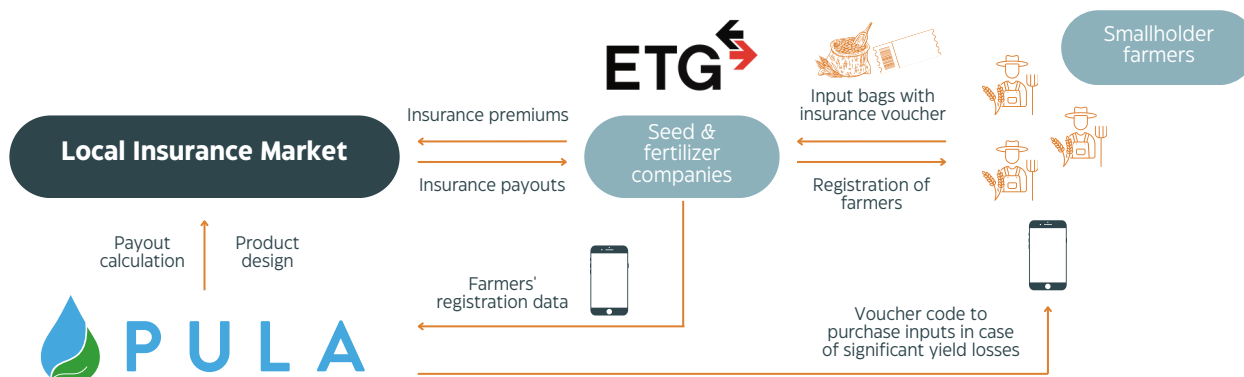 ETG
Smallholder
farmers
Input bags with
insurance voucher
Insurance premiums
Local Insurance Market
Seed &
fertilizer
companies
Insurance payouts
Registration of
farmers
Payout
calculation
Product
design
Farmers'
registration data
Voucher code to
purchase inputs in case
of significant yield losses
PULA